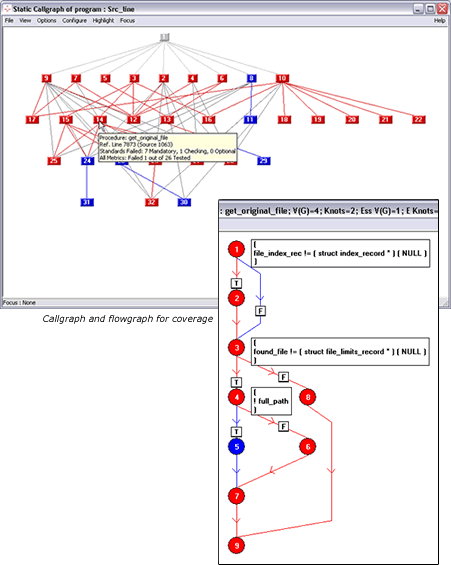 Static Callgraph of program : Src_line
File View Options Configure Highlight Focus Help
1
9 7 5 3 2 4 6 8 10
17 15 14 13 12 16 11 18 19 20 21 22
Procedure: get_original_file
Ref. Line 7873 (Source 1063)
Standards Failed: 7 Mandatory, 1 Checking, 0 Optional
All Metrics: Failed 1 out of 26 Tested
25 24 29
31 32 30
Focus : None
Callgraph and flowgraph for coverage
: get_original_file; V(G)=4; Knots=2; Ess V(G)=1; E Knots=
1
(
file_index_rec != ( struct index_record * ) ( NULL )
)
T
F
2
3
(
found_file != ( struct file_limits_record * ) ( NULL )
)
T
F
4
(
! full_path
)
8
T
F
5
6
7
9